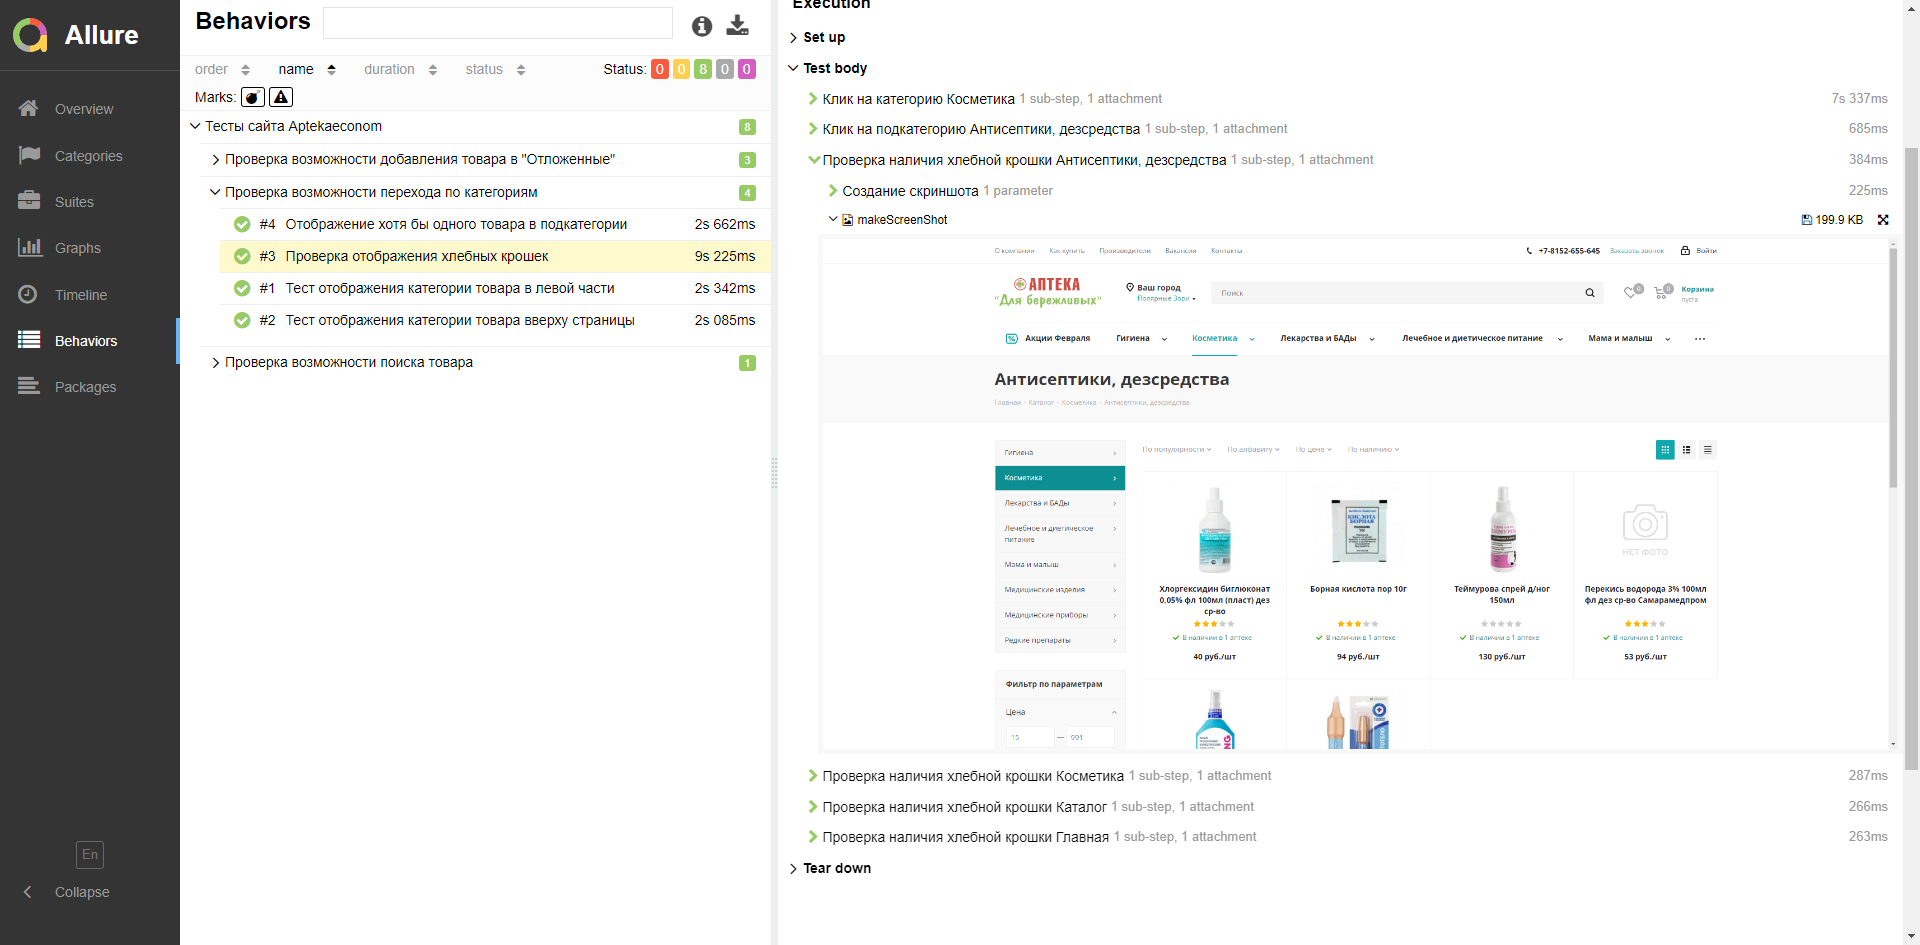 Allure
Overview
Categories
Suites
Graphs
Timeline
Behaviors
Packages
En
Collapse
Behaviors
order
name
duration
status
Status: 0 0 8 0 0
Marks:
Тесты сайта Aptekaeconom 8
Проверка возможности добавления товара в "Отложенные" 3
Проверка возможности перехода по категориям 4
#4 Отображение хотя бы одного товара в подкатегории 2s 662ms
#3 Проверка отображения хлебных крошек 9s 225ms
#1 Тест отображения категории товара в левой части 2s 342ms
#2 Тест отображения категории товара вверху страницы 2s 085ms
Проверка возможности поиска товара 1
Execution
Set up
Test body
Клик на категорию Косметика 1 sub-step, 1 attachment 7s 337ms
Клик на подкатегорию Антисептики, дезсредства 1 sub-step, 1 attachment 685ms
Проверка наличия хлебной крошки Антисептики, дезсредства 1 sub-step, 1 attachment 384ms
Создание скриншота 1 parameter 225ms
makeScreenShot 199.9 KB
О компании Как купить Производители Вакансии Контакты +7-8152-655-645 Заказать звонок Войти
АПТЕКА
"Для бережливых"
Ваш город
Полярные Зори
Поиск
0 0
Корзина
пуста
Акции Февраля Гигиена Косметика Лекарства и БАДы Лечебное и диетическое питание Мама и малыш ...
Антисептики, дезсредства
Главная - Каталог - Косметика - Антисептики, дезсредства
Гигиена
Косметика
Лекарства и БАДы
Лечебное и диетическое
питание
Мама и малыш
Медицинские изделия
Медицинские приборы
Редкие препараты
Фильтр по параметрам
Цена
15 — 991
По популярности По алфавиту По цене По наличию
КИСЛОТА
БОРНАЯ
НЕТ ФОТО
Хлоргексидин биглюконат
0,05% фл 100мл (пласт) дез
ср-во
В наличии в 1 аптеке
40 руб./шт
Борная кислота пор 10г
В наличии в 1 аптеке
94 руб./шт
Теймурова спрей д/ног
150мл
В наличии в 1 аптеке
130 руб./шт
Перекись водорода 3% 100мл
фл дез ср-во Самарамедпром
В наличии в 1 аптеке
53 руб./шт
Проверка наличия хлебной крошки Косметика 1 sub-step, 1 attachment 287ms
Проверка наличия хлебной крошки Каталог 1 sub-step, 1 attachment 266ms
Проверка наличия хлебной крошки Главная 1 sub-step, 1 attachment 263ms
Tear down